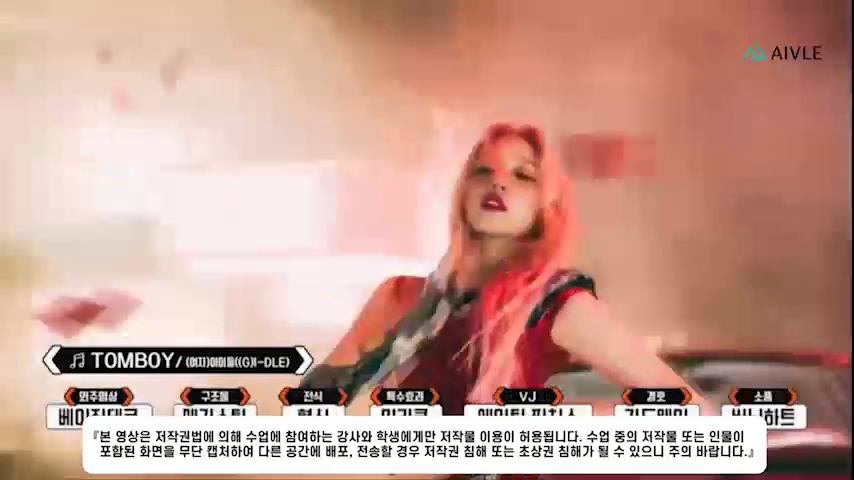 AIVLE
TOMBOY / (여자)아이들((G)I-DLE)
외주영상 구조물 전식 특수효과 VJ 경호 소품
『본 영상은 저작권법에 의해 수업에 참여하는 강사와 학생에게만 저작물 이용이 허용됩니다. 수업 중의 저작물 또는 인물이
포함된 화면을 무단 캡처하여 다른 공간에 배포, 전송할 경우 저작권 침해 또는 초상권 침해가 될 수 있으니 주의 바랍니다.』